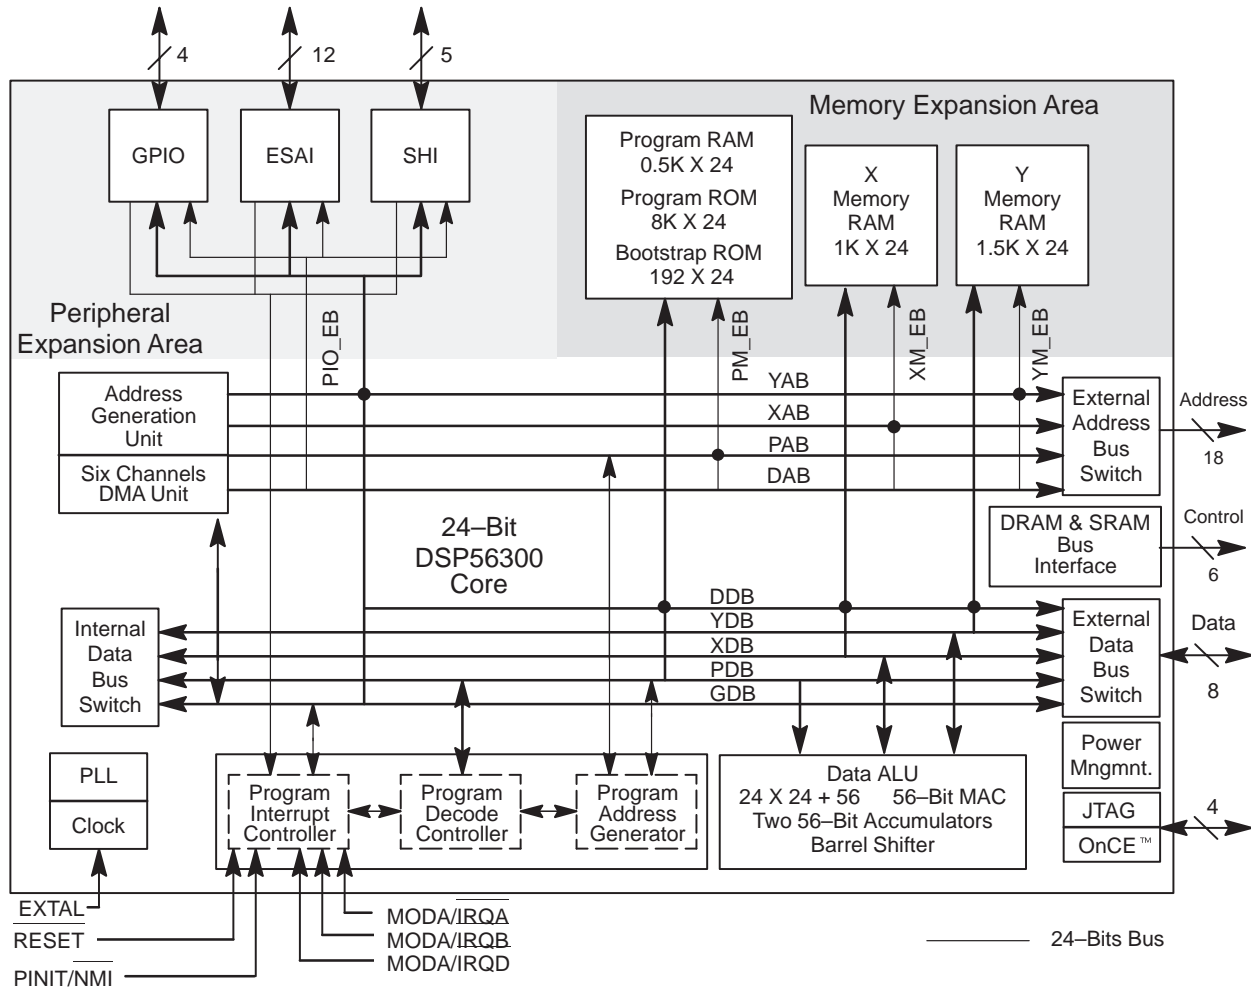 4
12
5
GPIO
ESAI
SHI
Memory Expansion Area
Program RAM
0.5K X 24
Program ROM
8K X 24
Bootstrap ROM
192 X 24
X
Memory
RAM
1K X 24
Y
Memory
RAM
1.5K X 24
Peripheral
Expansion Area
PIO_EB
PM_EB
XM_EB
YM_EB
Address
Generation
Unit
Six Channels
DMA Unit
YAB
XAB
PAB
DAB
External
Address
Bus
Switch
Address
18
24–Bit
DSP56300
Core
DRAM & SRAM
Bus
Interface
Control
6
Internal
Data
Bus
Switch
DDB
YDB
XDB
PDB
GDB
External
Data
Bus
Switch
Data
8
PLL
Clock
Program
Interrupt
Controller
Program
Decode
Controller
Program
Address
Generator
Data ALU
24 X 24 + 56 56–Bit MAC
Two 56–Bit Accumulators
Barrel Shifter
Power
Mngmnt.
JTAG
OnCE™
4
EXTAL
RESET
PINIT/NMI
MODA/IRQA
MODA/IRQB
MODA/IRQD
24–Bits Bus